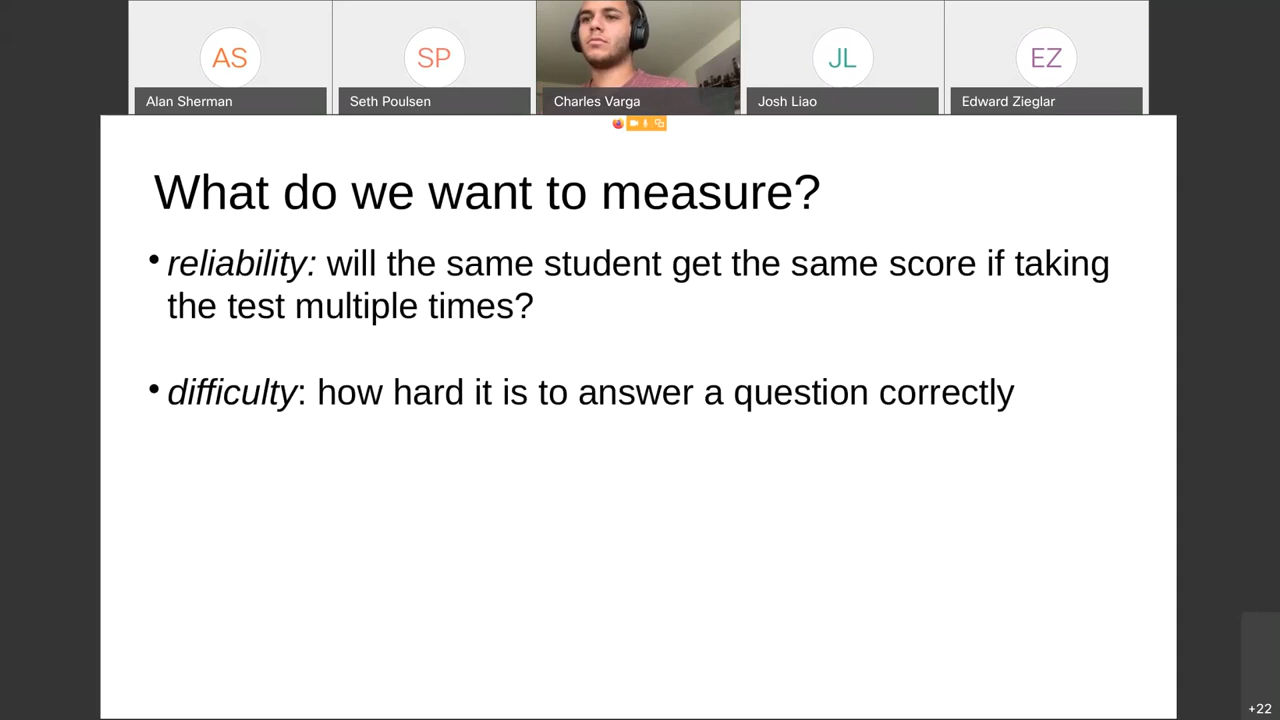 AS
SP
JL
EZ
Alan Sherman
Seth Poulsen
Charles Varga
Josh Liao
Edward Zieglar
What do we want to measure?
• reliability: will the same student get the same score if taking
the test multiple times?
• difficulty: how hard it is to answer a question correctly
+22